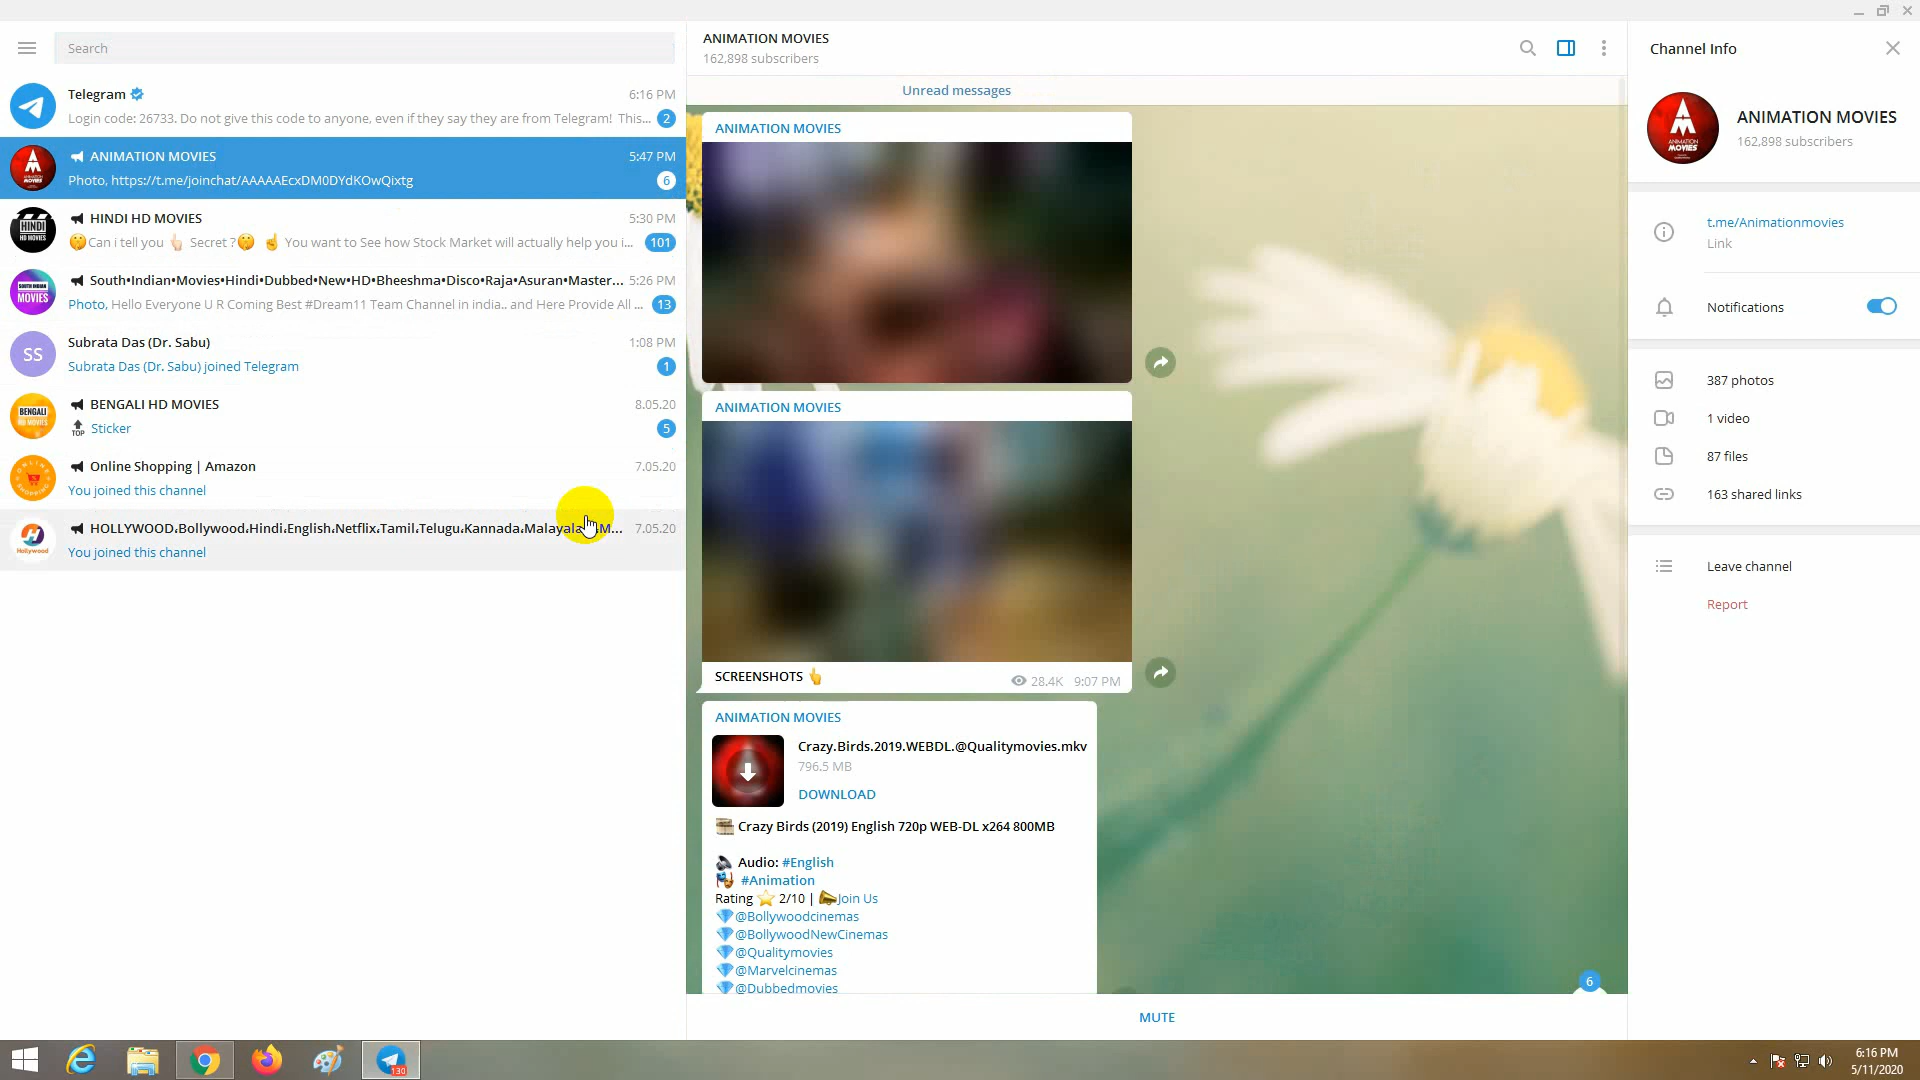 Search
Telegram
6:16 PM
Login code: 26733. Do not give this code to anyone, even if they say they are from Telegram! This...
2
ANIMATION MOVIES
5:47 PM
Photo, https://t.me/joinchat/AAAAAEcxDM0DYdKOwQixtg
6
HINDI HD MOVIES
5:30 PM
Can i tell you Secret ? You want to See how Stock Market will actually help you i...
101
South•Indian•Movies•Hindi•Dubbed•New•HD•Bheeshma•Disco•Raja•Asuran•Master...
5:26 PM
Photo, Hello Everyone U R Coming Best #Dream11 Team Channel in india.. and Here Provide All ...
13
SS
Subrata Das (Dr. Sabu)
1:08 PM
Subrata Das (Dr. Sabu) joined Telegram
1
BENGALI HD MOVIES
8.05.20
TOP Sticker
5
Online Shopping | Amazon
7.05.20
You joined this channel
7.05.20
You joined this channel
ANIMATION MOVIES
162,898 subscribers
Unread messages
ANIMATION MOVIES
ANIMATION MOVIES
SCREENSHOTS
28.4K 9:07 PM
ANIMATION MOVIES
Crazy.Birds.2019.WEBDL.@Qualitymovies.mkv
796.5 MB
DOWNLOAD
Crazy Birds (2019) English 720p WEB-DL x264 800MB
Audio: #English
#Animation
Rating 2/10 | Join Us
@Bollywoodcinemas
@BollywoodNewCinemas
@Qualitymovies
@Marvelcinemas
@Dubbedmovies
6
MUTE
Channel Info
ANIMATION MOVIES
ANIMATION MOVIES
162,898 subscribers
t.me/Animationmovies
Link
Notifications
387 photos
1 video
87 files
163 shared links
Leave channel
Report
130
6:16 PM
5/11/2020